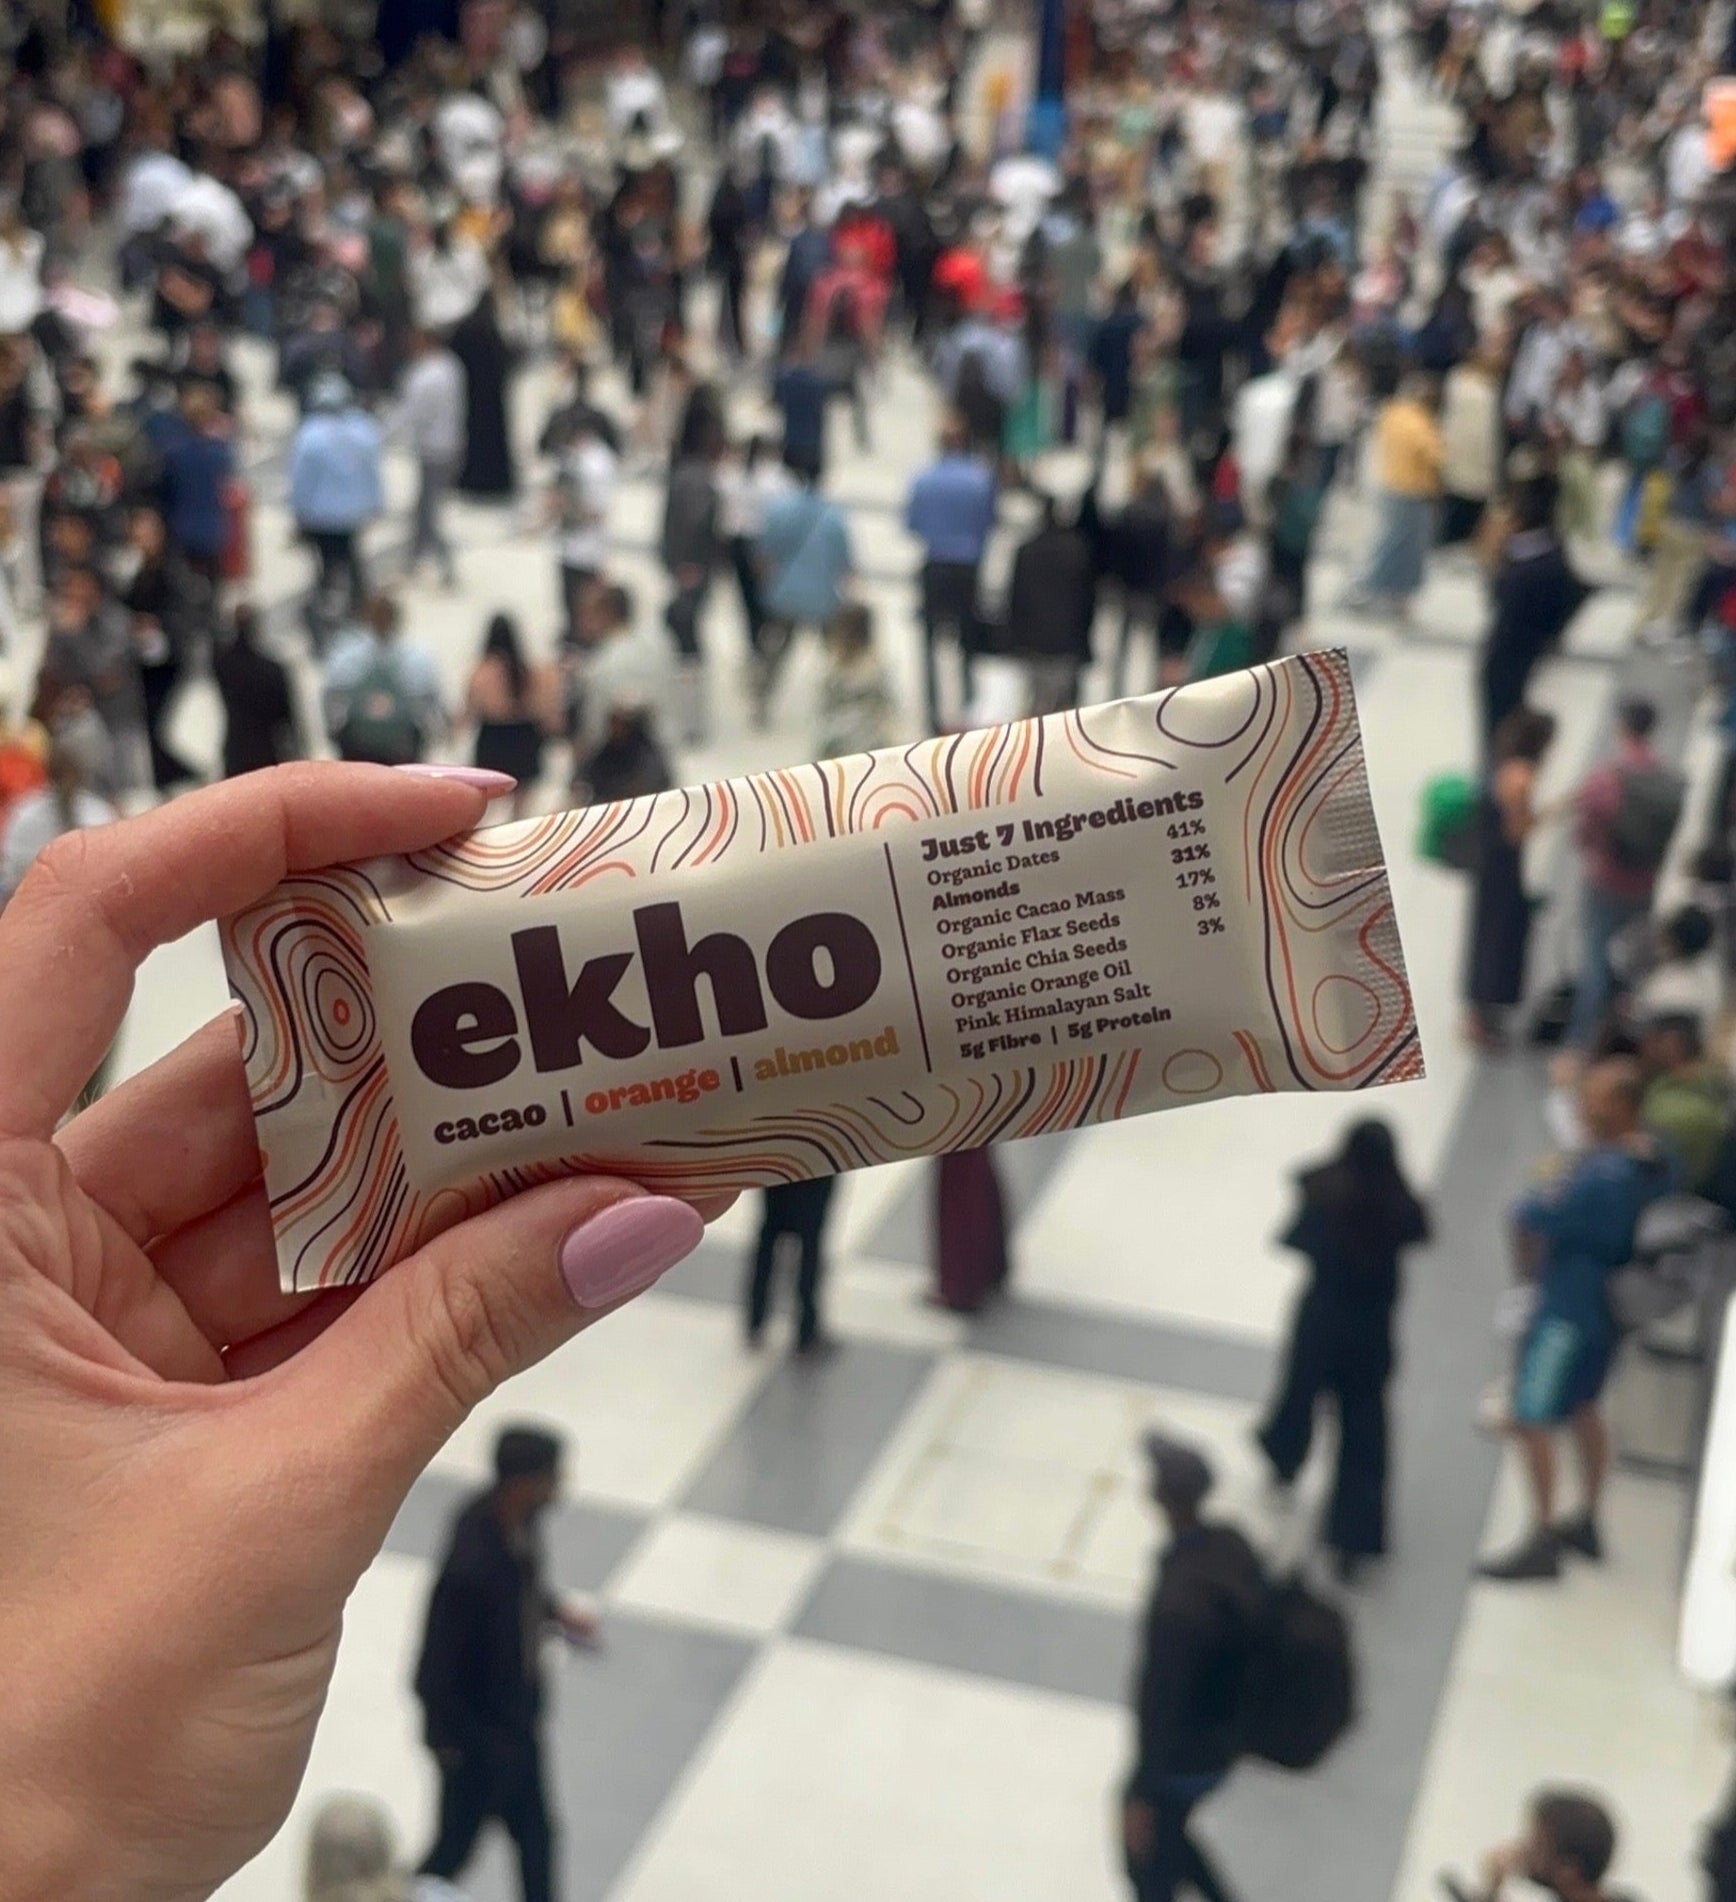 ekho
cacao | orange | almond
Just 7 Ingredients
Organic Dates 41%
Almonds 31%
Organic Cacao Mass 17%
Organic Flax Seeds 8%
Organic Chia Seeds 3%
Organic Orange Oil
Pink Himalayan Salt
5g Fibre | 5g Protein